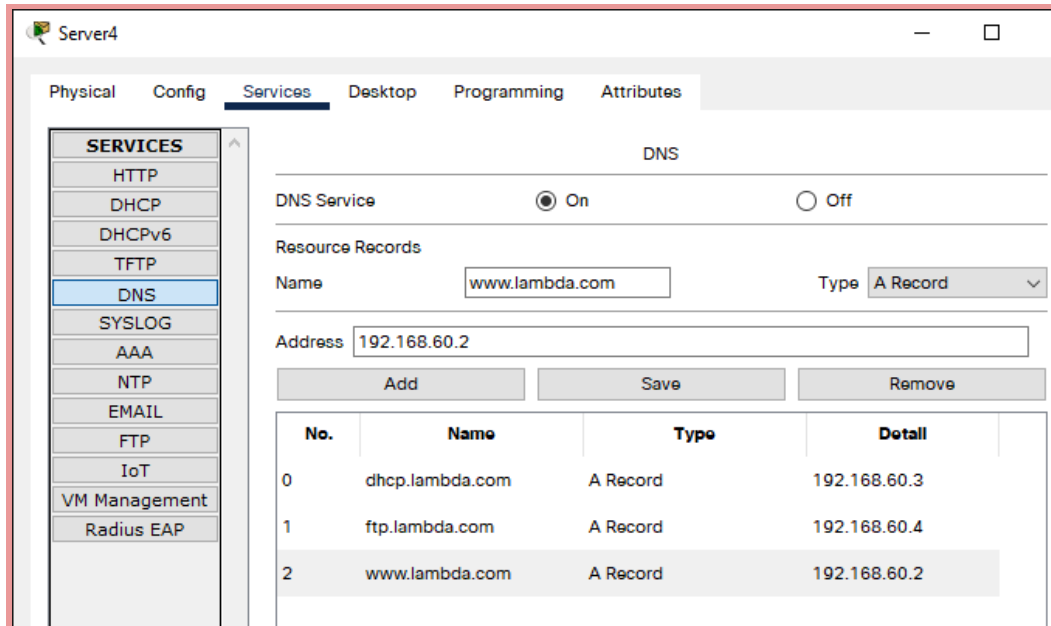 Server4
Physical Config Services Desktop Programming Attributes
SERVICES
HTTP
DHCP
DHCPv6
TFTP
DNS
SYSLOG
AAA
NTP
EMAIL
FTP
IoT
VM Management
Radius EAP
DNS
DNS Service On Off
Resource Records
Name www.lambda.com Type A Record
Address 192.168.60.2
Add Save Remove
No. Name Type Detail
0 dhcp.lambda.com A Record 192.168.60.3
1 ftp.lambda.com A Record 192.168.60.4
2 www.lambda.com A Record 192.168.60.2